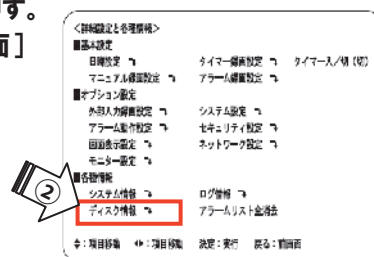 す。
面]
<詳細設定と各種情報>
■基本設定
日時設定 タイマー録画設定 タイマー入/切 (切)
マニュアル録画設定 アラーム録画設定
■オプション設定
外部入力録画設定 システム設定
アラーム動作設定 セキュリティ設定
画面表示設定 ネットワーク設定
モニター設定
■各種情報
システム情報 ログ情報
②
ディスク情報 アラームリスト全消去
:項目移動 :項目移動 決定:実行 戻る:前画面